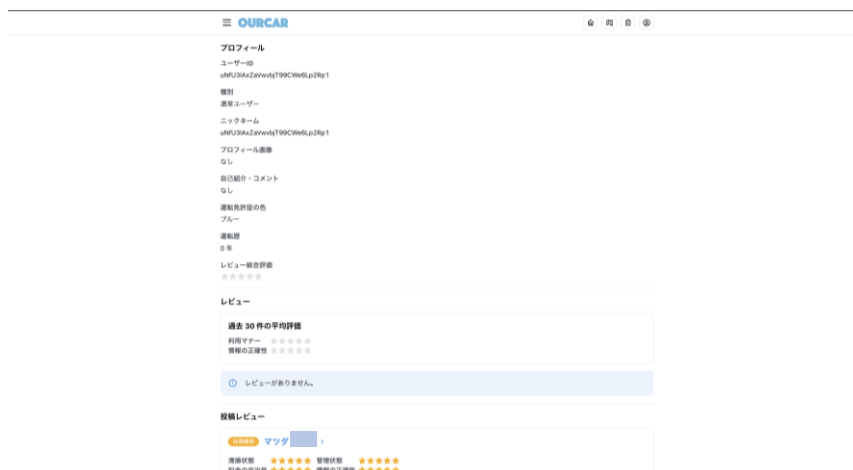 OURCAR
プロフィール
ユーザーID
種別
通常ユーザー
ニックネーム
プロフィール画像
なし
自己紹介・コメント
なし
運転免許証の色
ブルー
運転歴
0 年
レビュー総合評価
レビュー
過去 30 件の平均評価
利用マナー
情報の正確性
レビューがありません。
投稿レビュー
マツダ
清掃状態 管理状態